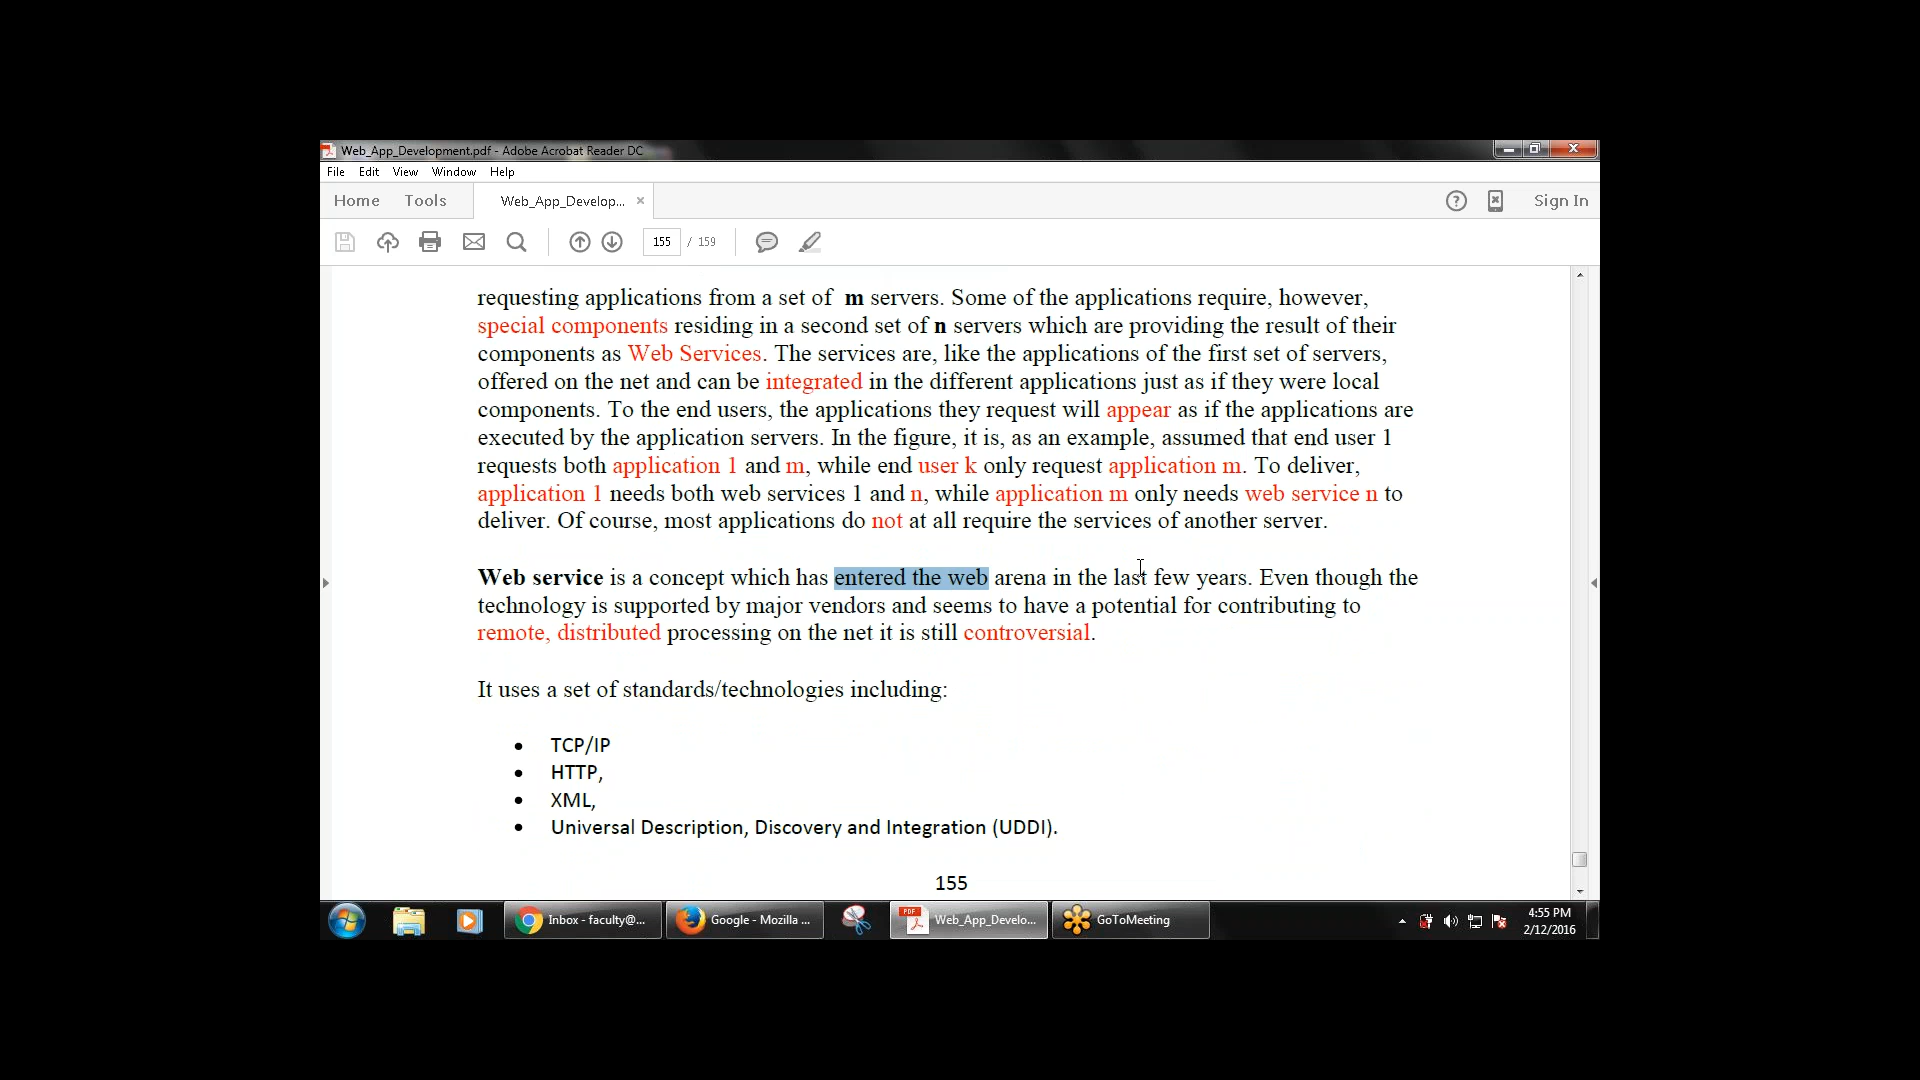 Web_App_Development.pdf - Adobe Acrobat Reader DC
File Edit View Window Help
Home Tools Web_App_Develop... × Sign In
155 / 159
requesting applications from a set of m servers. Some of the applications require, however,
special components residing in a second set of n servers which are providing the result of their
components as Web Services. The services are, like the applications of the first set of servers,
offered on the net and can be integrated in the different applications just as if they were local
components. To the end users, the applications they request will appear as if the applications are
executed by the application servers. In the figure, it is, as an example, assumed that end user 1
requests both application 1 and m, while end user k only request application m. To deliver,
application 1 needs both web services 1 and n, while application m only needs web service n to
deliver. Of course, most applications do not at all require the services of another server.
Web service is a concept which has entered the web arena in the last few years. Even though the
technology is supported by major vendors and seems to have a potential for contributing to
remote, distributed processing on the net it is still controversial.
It uses a set of standards/technologies including:
• TCP/IP
• HTTP,
• XML,
• Universal Description, Discovery and Integration (UDDI).
155
Inbox - faculty@... Google - Mozilla ... PDF Web_App_Develo... GoToMeeting 4:55 PM
2/12/2016